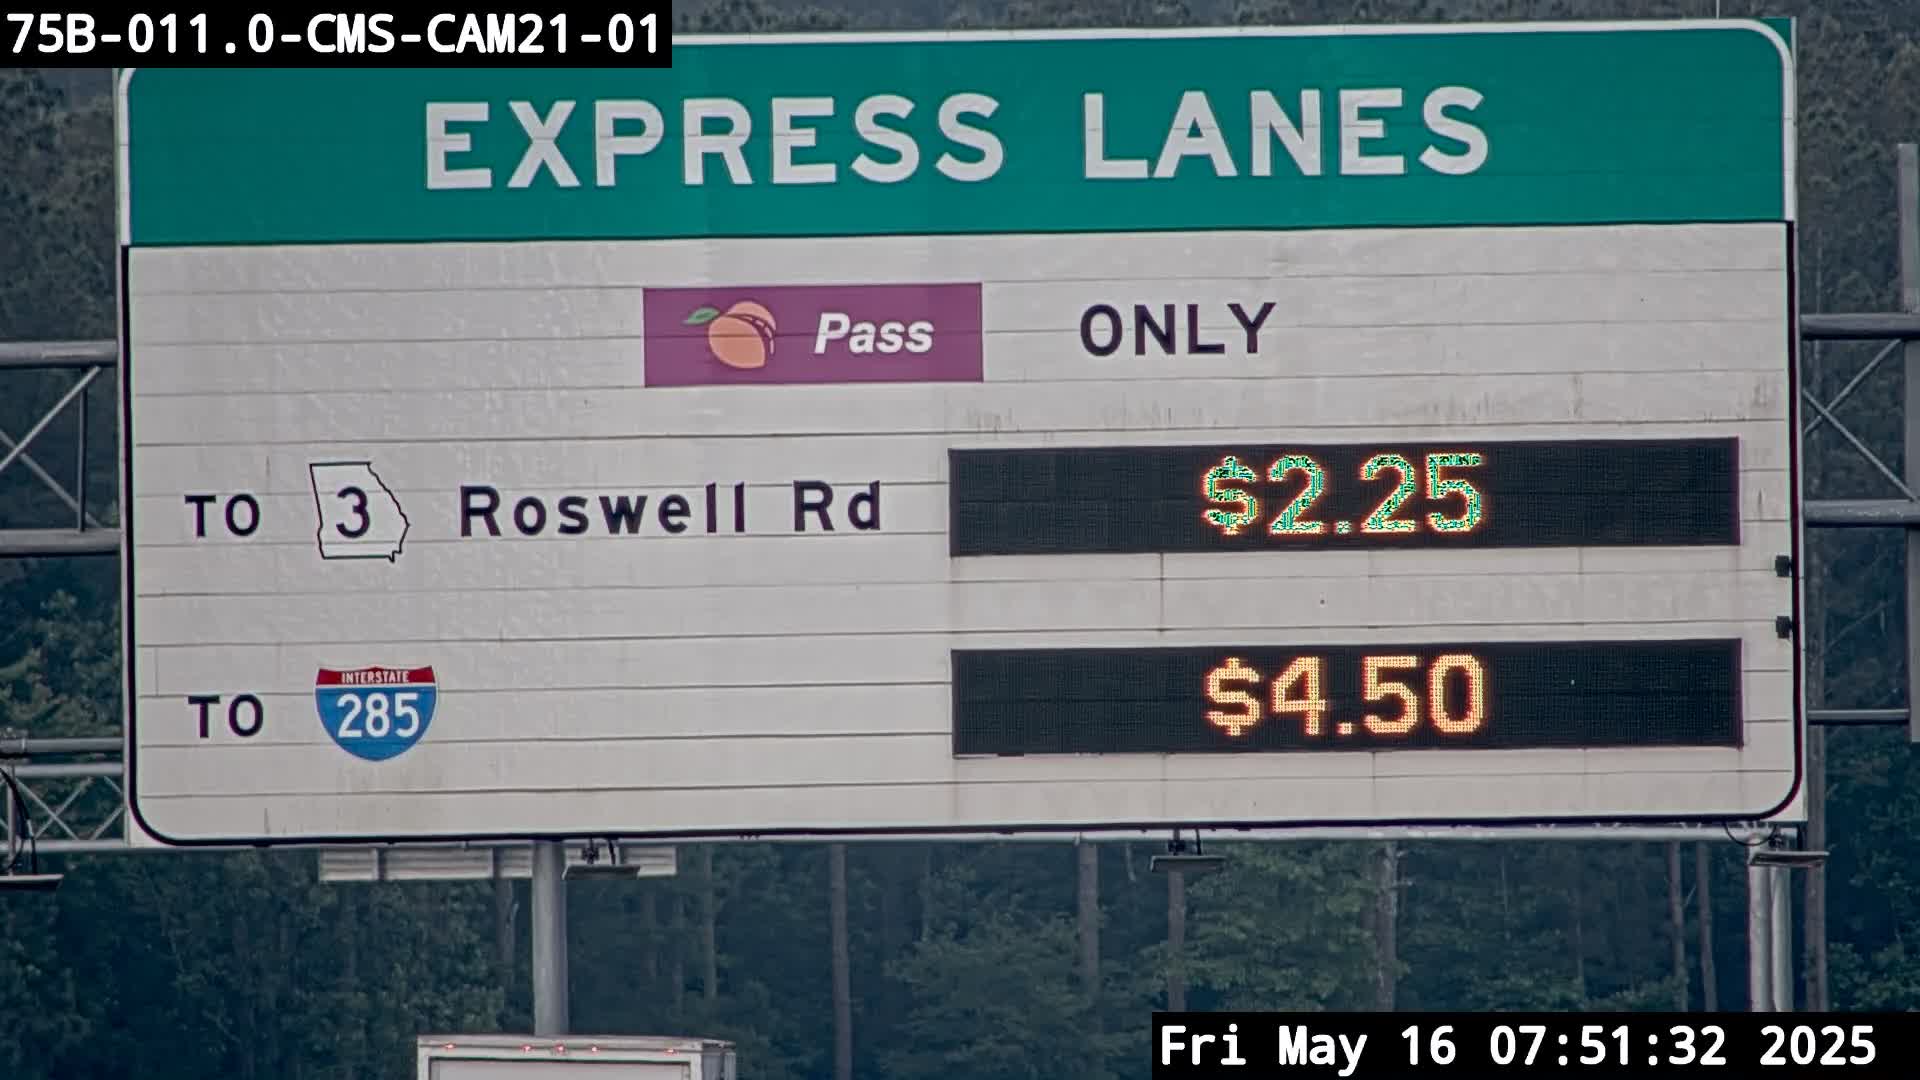 75B-011.0-CMS-CAM21-01
EXPRESS LANES
Pass ONLY
TO 3 Roswell Rd $2.25
TO INTERSTATE 285 $4.50
Fri May 16 07:51:32 2025